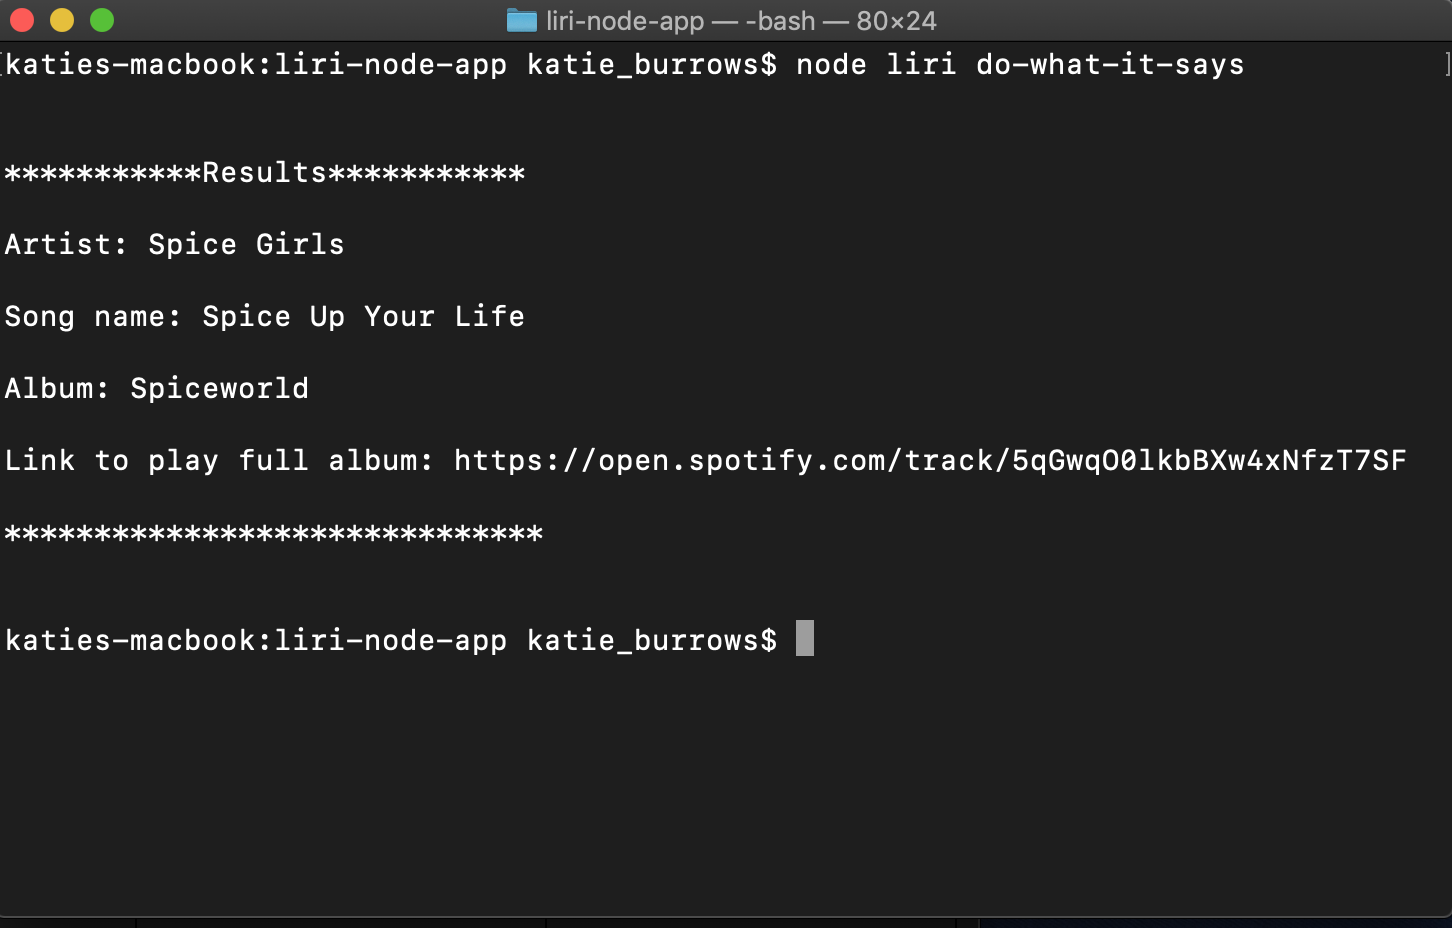 liri-node-app — -bash — 80×24
katies-macbook:liri-node-app katie_burrows$ node liri do-what-it-says
***********Results***********
Artist: Spice Girls
Song name: Spice Up Your Life
Album: Spiceworld
Link to play full album: https://open.spotify.com/track/5qGwqO0lkbBXw4xNfzT7SF
******************************
katies-macbook:liri-node-app katie_burrows$